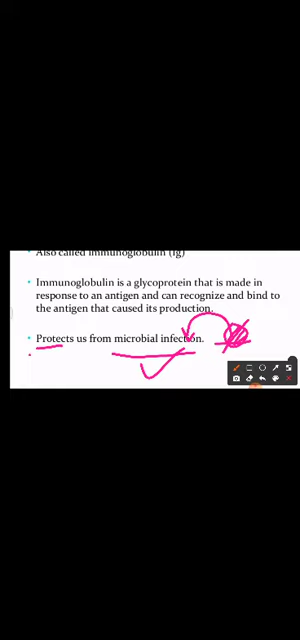 • Also called immunoglobulin (Ig)
• Immunoglobulin is a glycoprotein that is made in
response to an antigen and can recognize and bind to
the antigen that caused its production.
• Protects us from microbial infection.